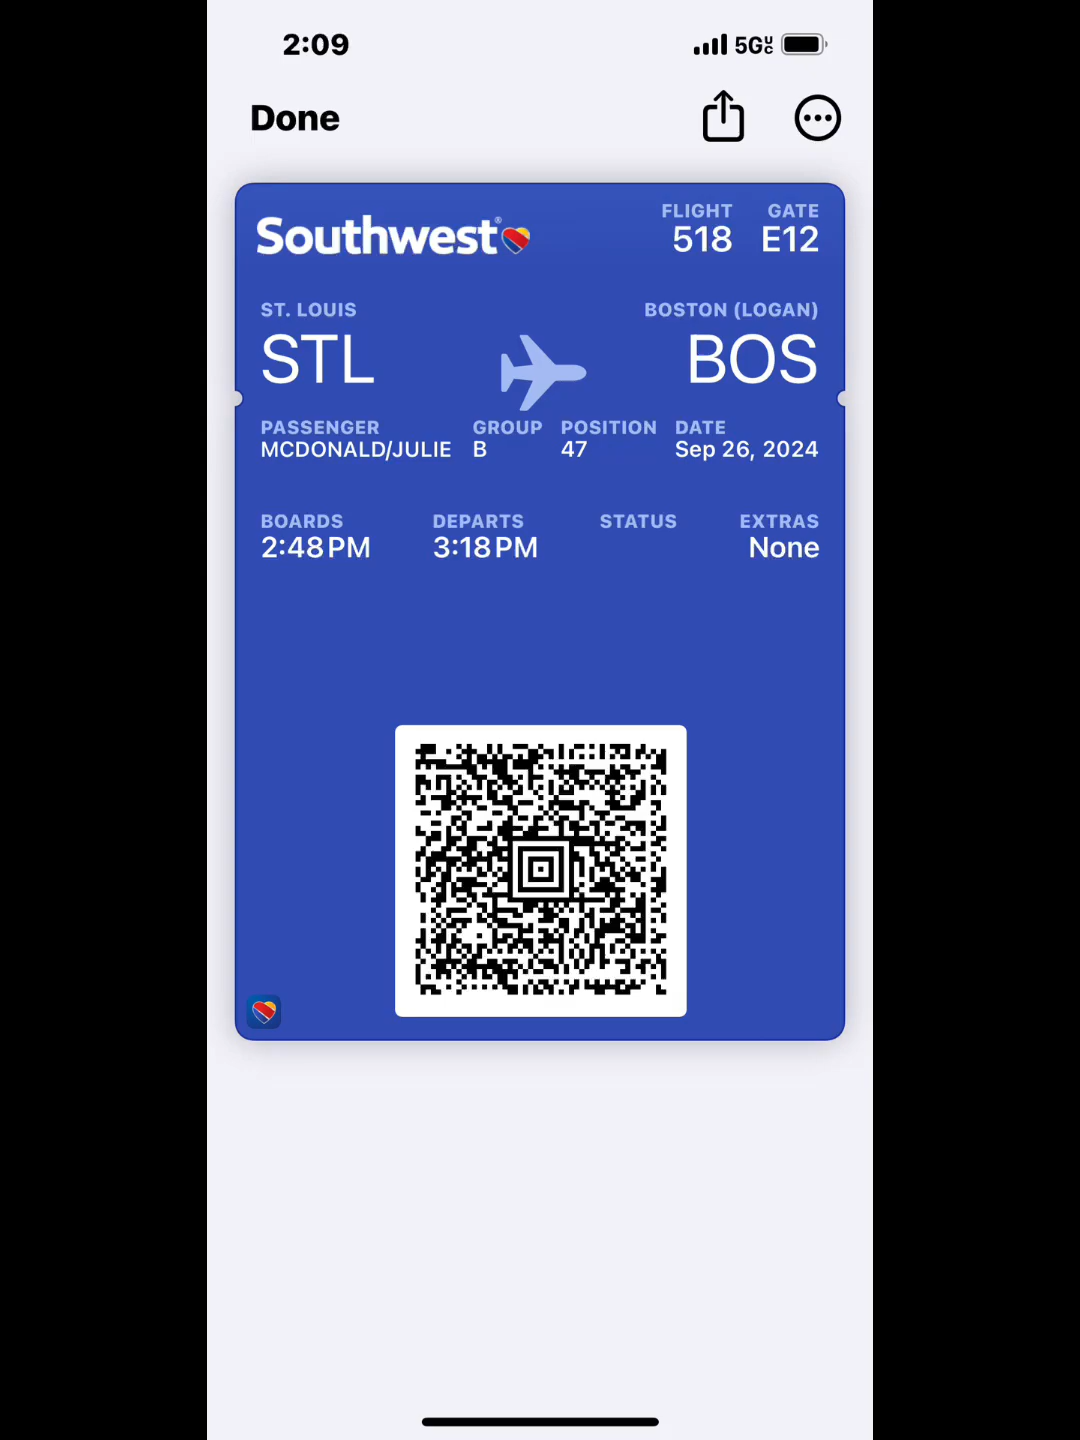 2:09 5GUC
Done
Southwest®
FLIGHT GATE
518 E12
ST. LOUIS BOSTON (LOGAN)
STL BOS
PASSENGER GROUP POSITION DATE
MCDONALD/JULIE B 47 Sep 26, 2024
BOARDS DEPARTS STATUS EXTRAS
2:48PM 3:18PM None